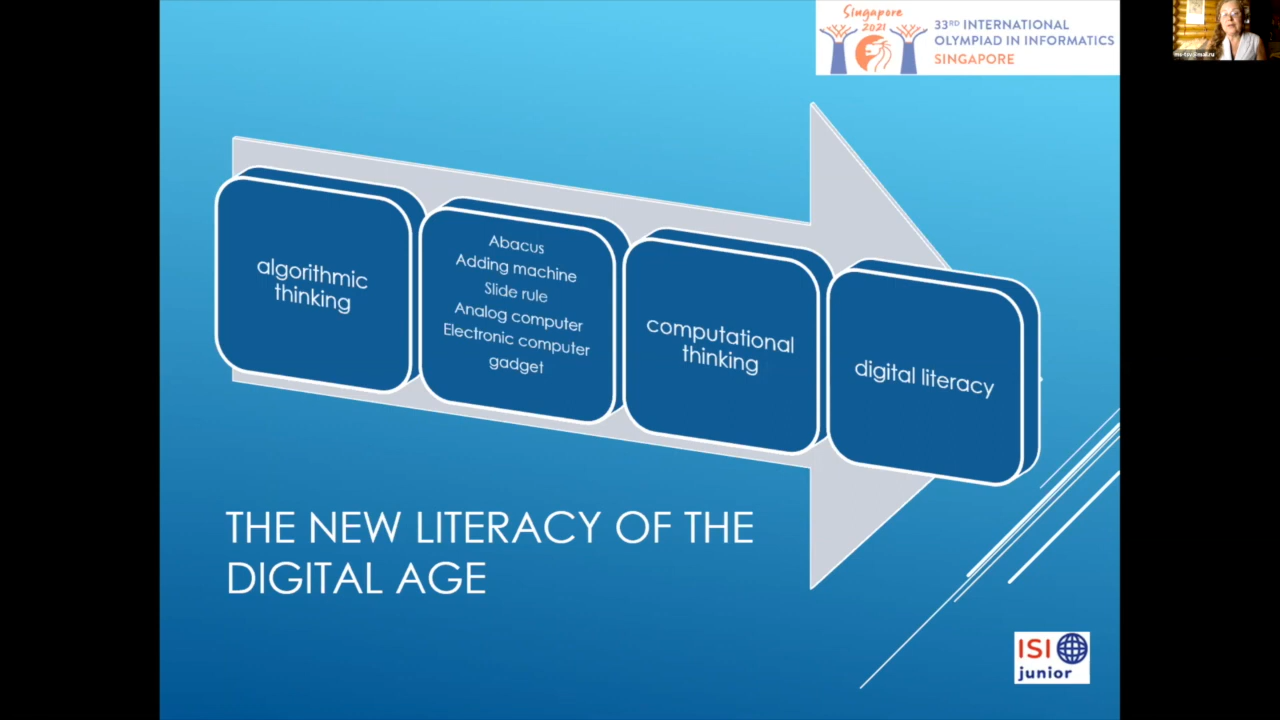 Singapore
2021
33RD INTERNATIONAL
OLYMPIAD IN INFORMATICS
SINGAPORE
algorithmic
thinking
Abacus
Adding machine
Slide rule
Analog computer
Electronic computer
gadget
computational
thinking
digital literacy
THE NEW LITERACY OF THE
DIGITAL AGE
ISI
junior